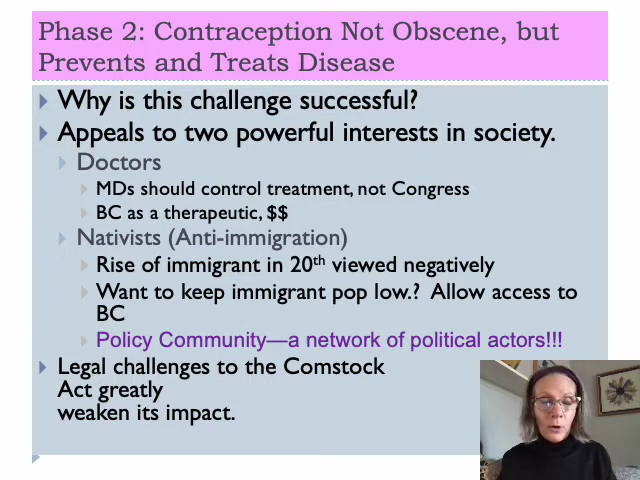 Phase 2: Contraception Not Obscene, but
Prevents and Treats Disease
Why is this challenge successful?
Appeals to two powerful interests in society.
Doctors
MDs should control treatment, not Congress
BC as a therapeutic, $$
Nativists (Anti-immigration)
Rise of immigrant in 20th viewed negatively
Want to keep immigrant pop low.? Allow access to
BC
Policy Community—a network of political actors!!!
Legal challenges to the Comstock
Act greatly
weaken its impact.